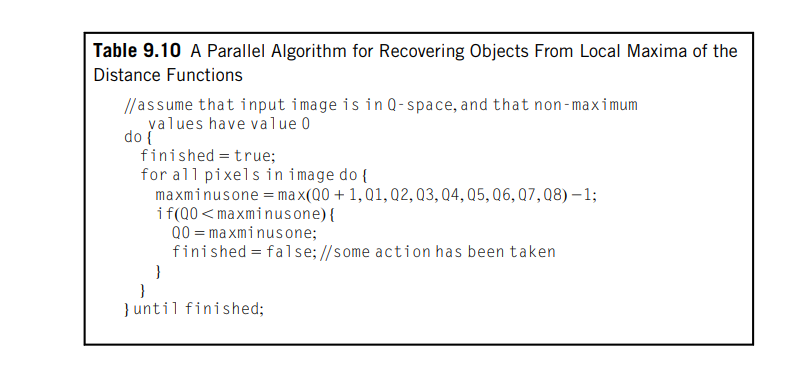 Table 9.10 A Parallel Algorithm for Recovering Objects From Local Maxima of the
Distance Functions
//assume that input image is in Q-space, and that non-maximum
values have value 0
do {
finished = true;
for all pixels in image do {
maxminusone = max(Q0 + 1, Q1, Q2, Q3, Q4, Q5, Q6, Q7, Q8) − 1;
if(Q0 < maxminusone) {
Q0 = maxminusone;
finished = false; //some action has been taken
}
}
} until finished;